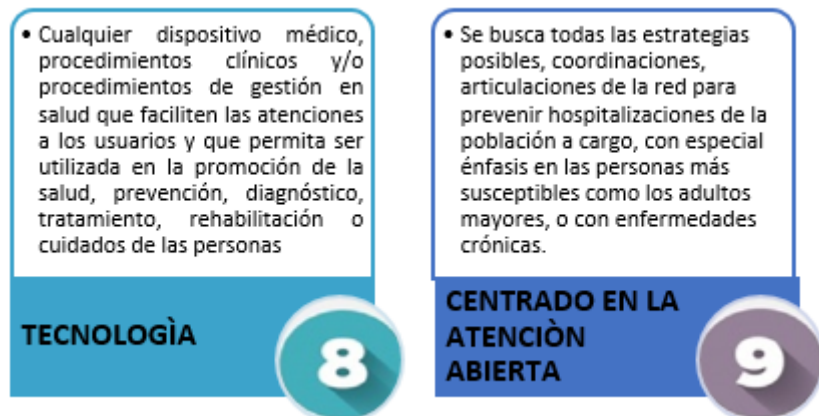 • Cualquier dispositivo médico,
procedimientos clínicos y/o
procedimientos de gestión en
salud que faciliten las atenciones
a los usuarios y que permita ser
utilizada en la promoción de la
salud, prevención, diagnóstico,
tratamiento, rehabilitación o
cuidados de las personas
TECNOLOGÌA
8
• Se busca todas las estrategias
posibles, coordinaciones,
articulaciones de la red para
prevenir hospitalizaciones de la
población a cargo, con especial
énfasis en las personas más
susceptibles como los adultos
mayores, o con enfermedades
crónicas.
CENTRADO EN LA
ATENCIÒN
ABIERTA
9